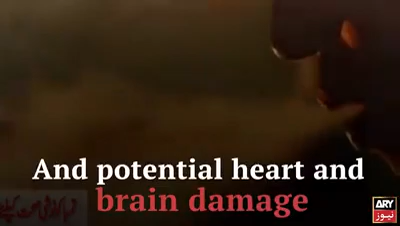 And potential heart and
brain damage
ARY
نیوز